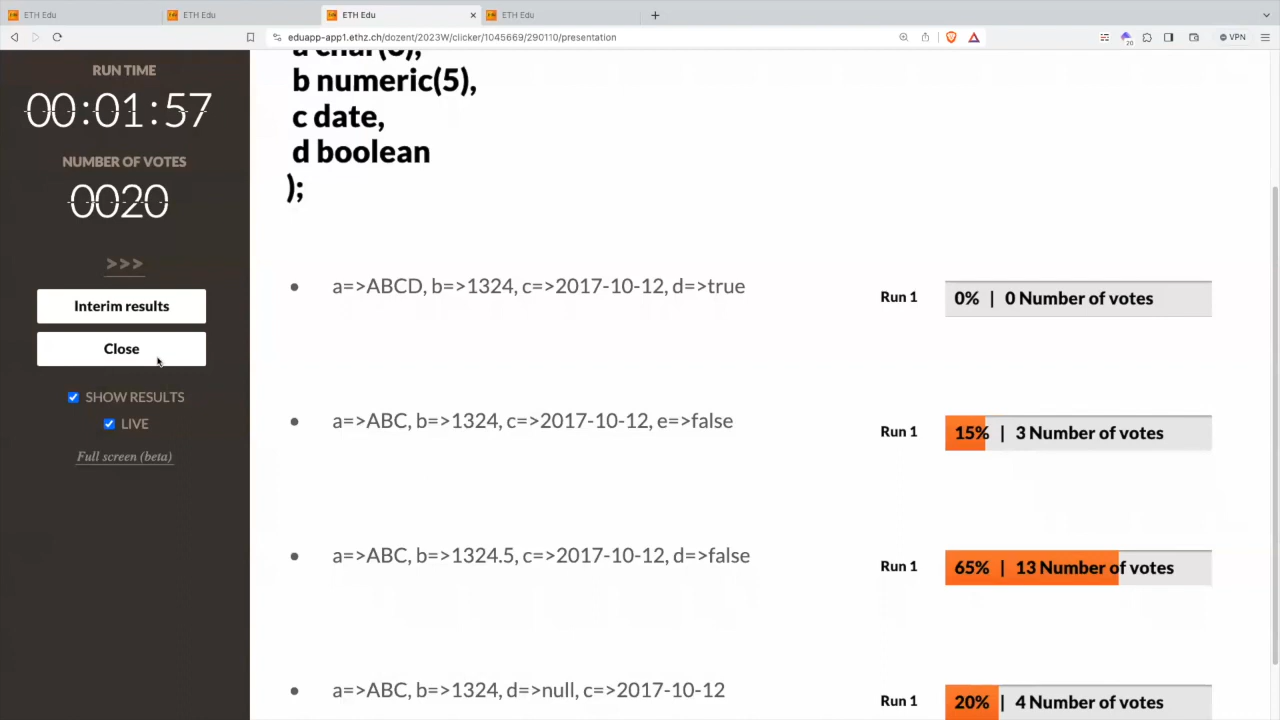 ETH Edu
ETH Edu
ETH Edu
ETH Edu
eduapp-app1.ethz.ch/dozent/2023W/clicker/1045669/290110/presentation
20
VPN
RUN TIME
00:01:57
NUMBER OF VOTES
0020
>>>
Interim results
Close
SHOW RESULTS
LIVE
Full screen (beta)
b numeric(5),
c date,
d boolean
);
• a=>ABCD, b=>1324, c=>2017-10-12, d=>true
Run 1
0% | 0 Number of votes
• a=>ABC, b=>1324, c=>2017-10-12, e=>false
Run 1
15% | 3 Number of votes
• a=>ABC, b=>1324.5, c=>2017-10-12, d=>false
Run 1
65% | 13 Number of votes
• a=>ABC, b=>1324, d=>null, c=>2017-10-12
Run 1
20% | 4 Number of votes